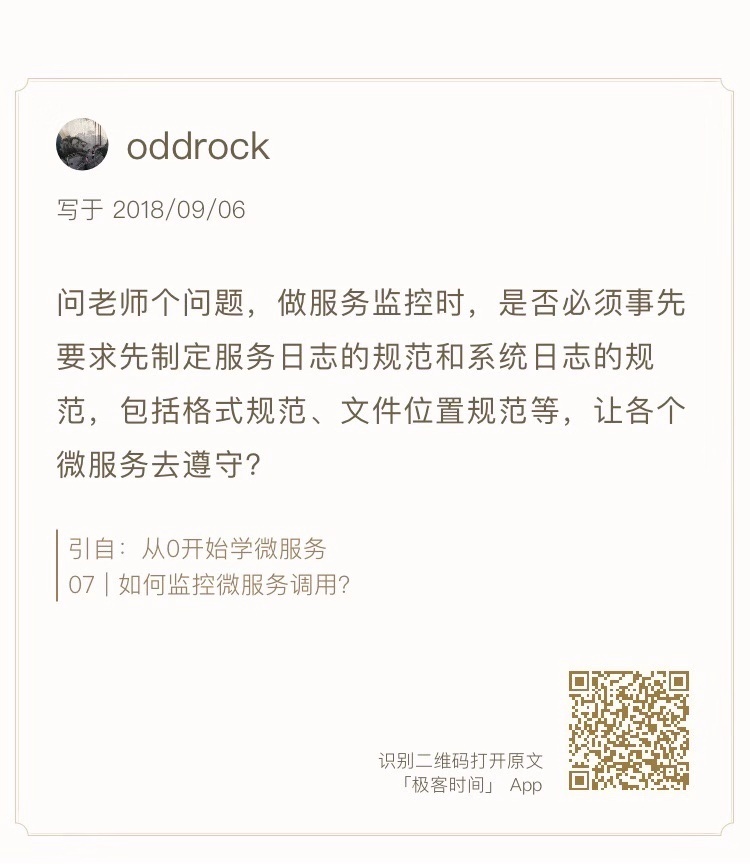 oddrock
写于 2018/09/06
问老师个问题，做服务监控时，是否必须事先
要求先制定服务日志的规范和系统日志的规
范，包括格式规范、文件位置规范等，让各个
微服务去遵守？
引自：从0开始学微服务
07 | 如何监控微服务调用？
识别二维码打开原文
「极客时间」 App